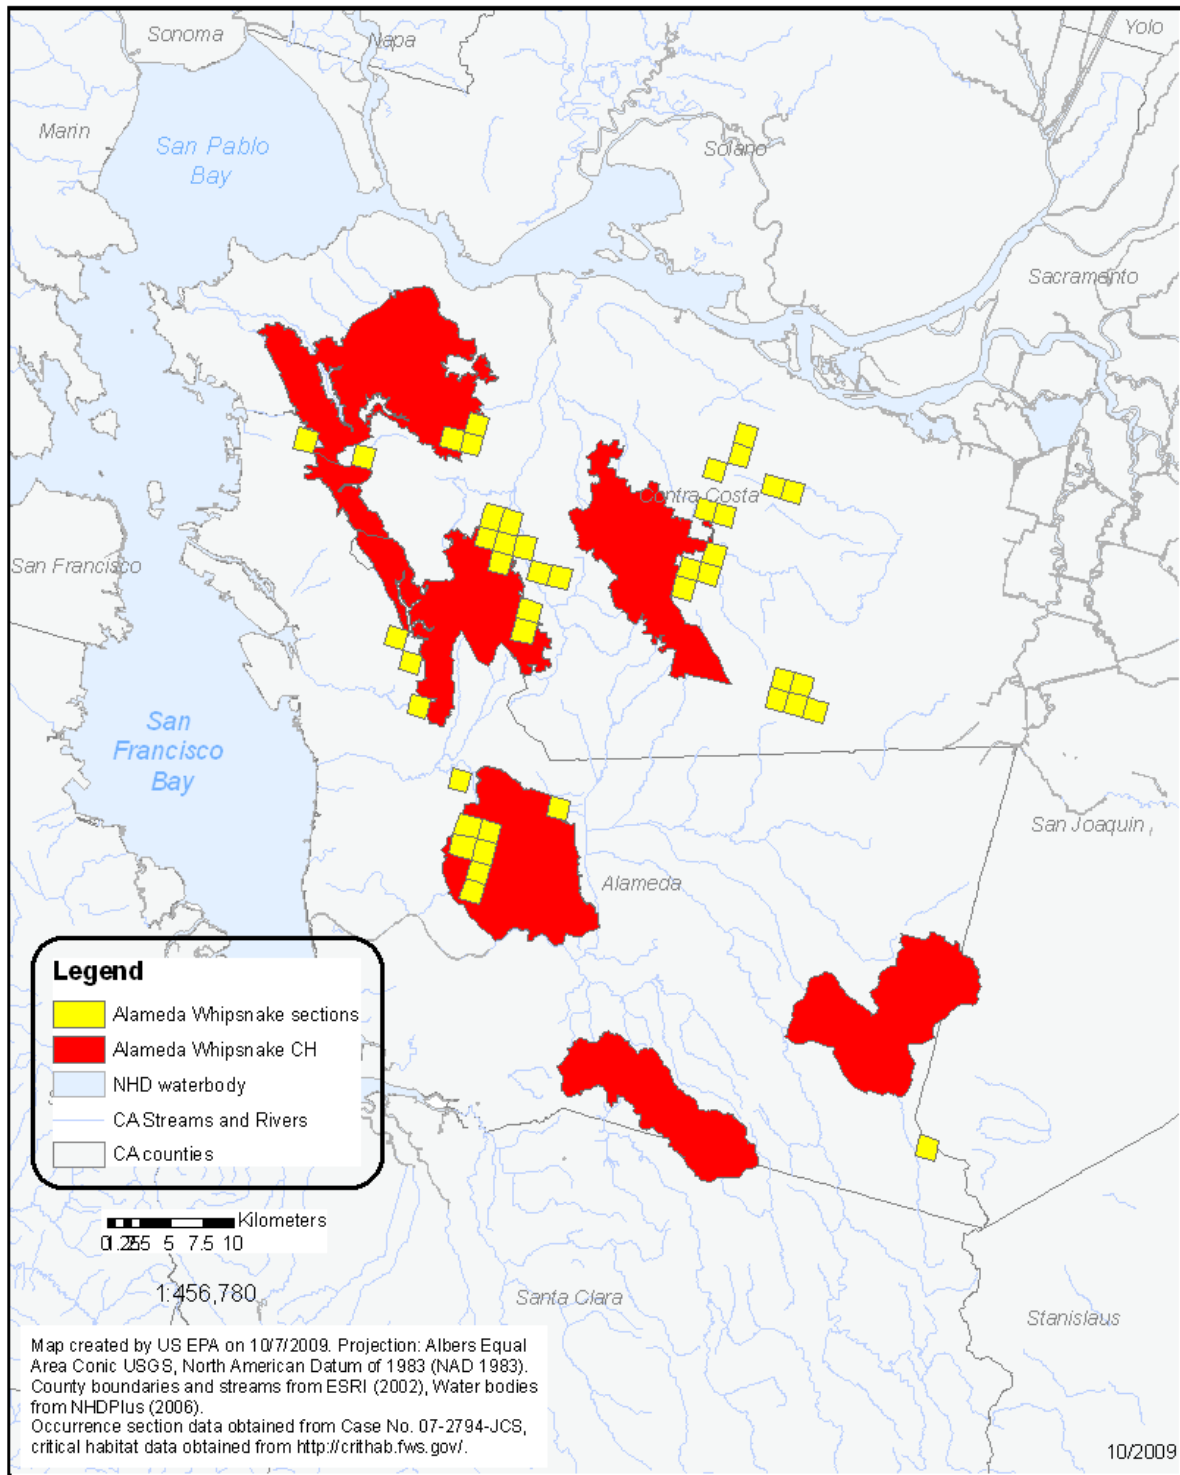 Sonoma
Napa
Yolo
Marin
San Pablo
Bay
Solano
Sacramento
Contra Costa
San Francisco
San
Francisco
Bay
San Joaquin
Alameda
Legend
Alameda Whipsnake sections
Alameda Whipsnake CH
NHD waterbody
CA Streams and Rivers
CA counties
Kilometers
0 1.25 2.5 5 7.5 10
1:456,780
Santa Clara
Stanislaus
Map created by US EPA on 10/7/2009. Projection: Albers Equal
Area Conic USGS, North American Datum of 1983 (NAD 1983).
County boundaries and streams from ESRI (2002), Water bodies
from NHDPlus (2006).
Occurrence section data obtained from Case No. 07-2794-JCS,
critical habitat data obtained from http://crithab.fws.gov/.
10/2009